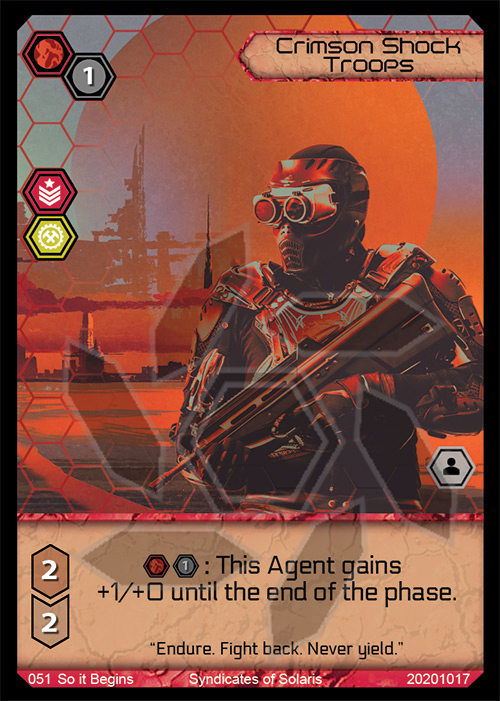 Crimson Shock
Troops
1
1 : This Agent gains
+1/+0 until the end of the phase.
2
2
“Endure. Fight back. Never yield.”
051 So it Begins Syndicates of Solaris 20201017